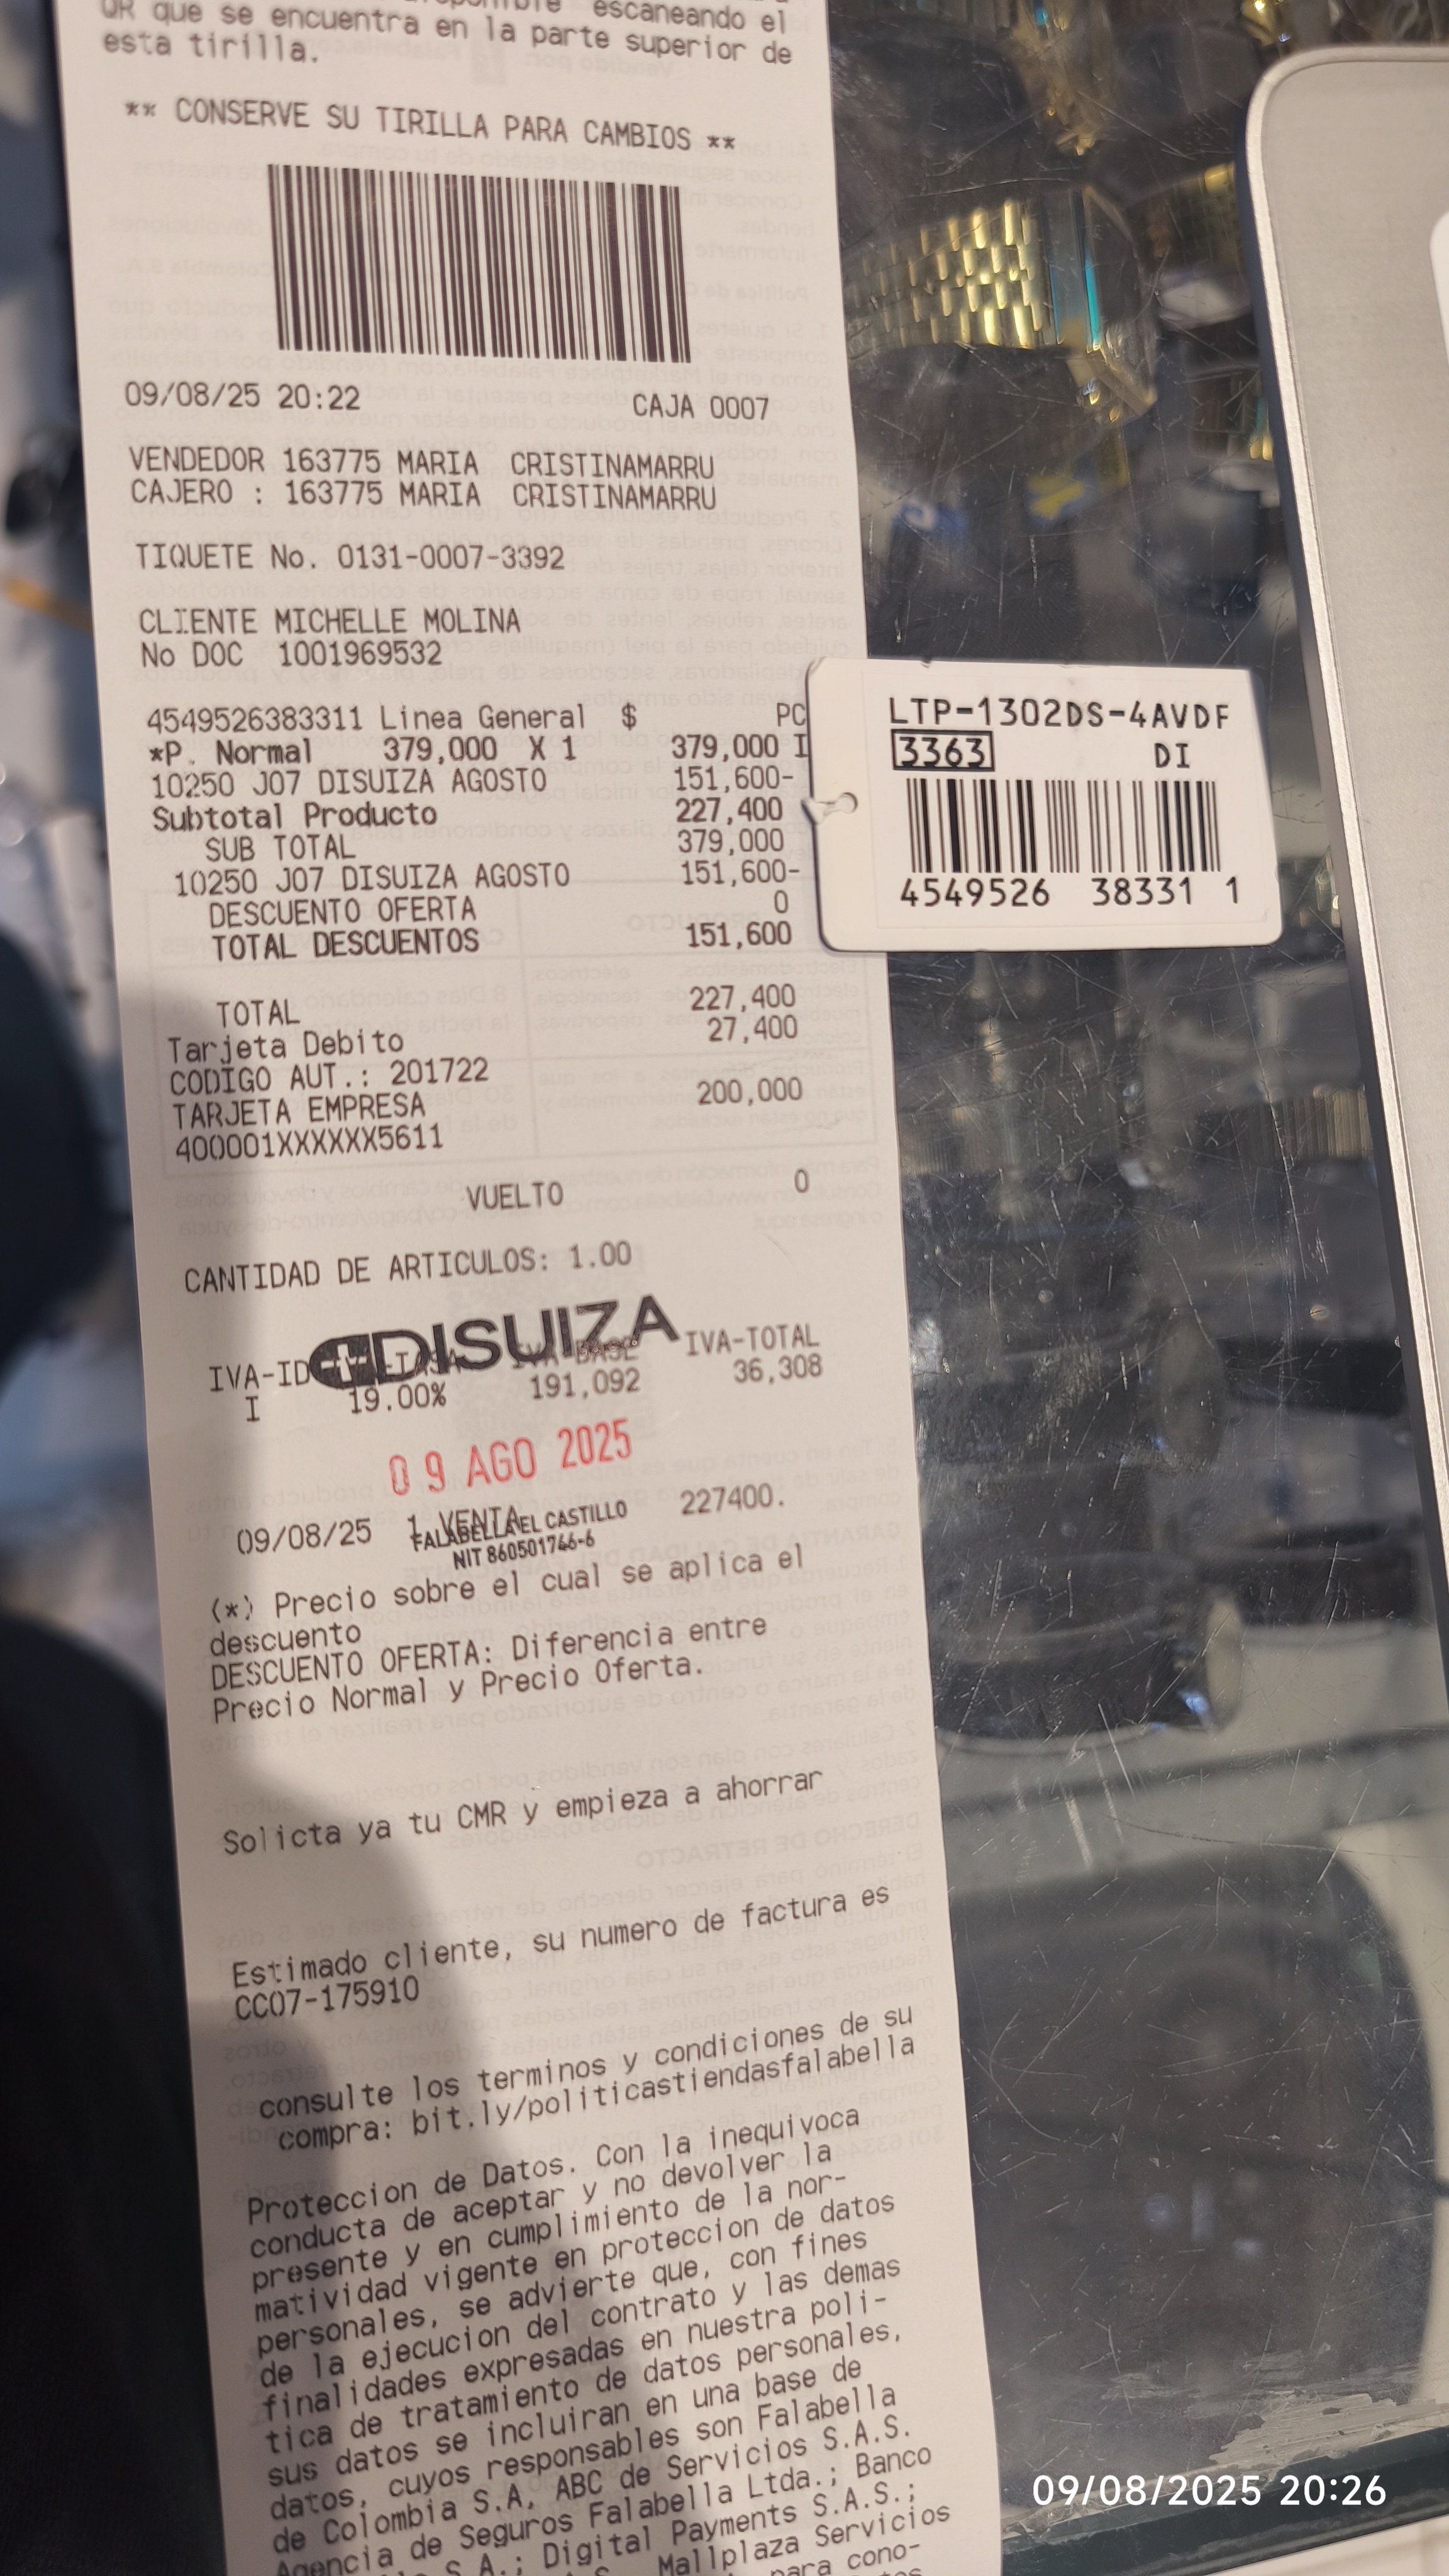 escaneando el
QR que se encuentra en la parte superior de
esta tirilla.
** CONSERVE SU TIRILLA PARA CAMBIOS **
09/08/25 20:22 CAJA 0007
VENDEDOR 163775 MARIA CRISTINAMARRU
CAJERO : 163775 MARIA CRISTINAMARRU
TIQUETE No. 0131-0007-3392
CLIENTE MICHELLE MOLINA
No DOC 1001969532
4549526383311 Linea General $ PC
*P. Normal 379,000 X 1 379,000 I
10250 J07 DISUIZA AGOSTO 151,600-
Subtotal Producto 227,400
SUB TOTAL 379,000
10250 J07 DISUIZA AGOSTO 151,600-
DESCUENTO OFERTA 0
TOTAL DESCUENTOS 151,600
TOTAL 227,400
Tarjeta Debito 27,400
CODIGO AUT.: 201722
TARJETA EMPRESA 200,000
400001XXXXXX5611
VUELTO 0
CANTIDAD DE ARTICULOS: 1.00
DISUIZA
IVA-ID IVA-TASA IVA-BASE IVA-TOTAL
I 19.00% 191,092 36,308
09 AGO 2025
09/08/25 1 VENTA 227400.
FALABELLA EL CASTILLO
NIT 860501746-6
(*) Precio sobre el cual se aplica el
descuento
DESCUENTO OFERTA: Diferencia entre
Precio Normal y Precio Oferta.
Solicta ya tu CMR y empieza a ahorrar
Estimado cliente, su numero de factura es
CC07-175910
consulte los terminos y condiciones de su
compra: bit.ly/politicastiendasfalabella
Proteccion de Datos. Con la inequivoca
conducta de aceptar y no devolver la
presente y en cumplimiento de la nor-
matividad vigente en proteccion de datos
personales, se advierte que, con fines
de la ejecucion del contrato y las demas
finalidades expresadas en nuestra poli-
tica de tratamiento de datos personales,
sus datos se incluiran en una base de
datos, cuyos responsables son Falabella
de Colombia S.A, ABC de Servicios S.A.S.
Agencia de Seguros Falabella Ltda.; Banco
S.A.; Digital Payments S.A.S.;
Mallplaza Servicios
para cono-
LTP-1302DS-4AVDF
3363 DI
4549526 38331 1
09/08/2025 20:26